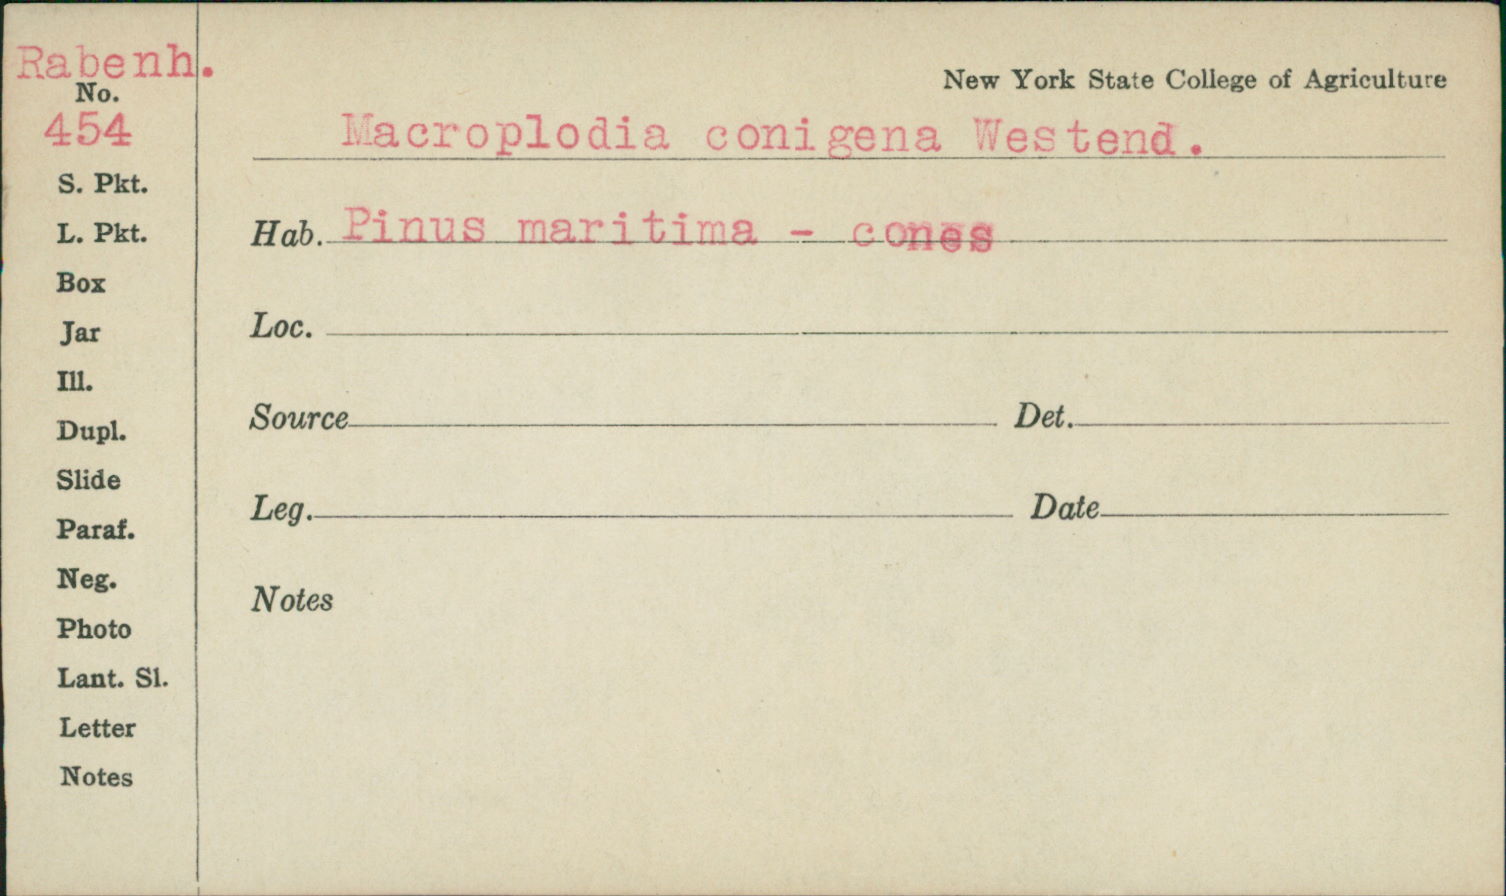 Rabenh.
No.
454
S. Pkt.
L. Pkt.
Box
Jar
Ill.
Dupl.
Slide
Paraf.
Neg.
Photo
Lant. Sl.
Letter
Notes
New York State College of Agriculture
Macroplodia conigena Westend.
Hab. Pinus maritima - cones
Loc.
Source Det.
Leg. Date
Notes